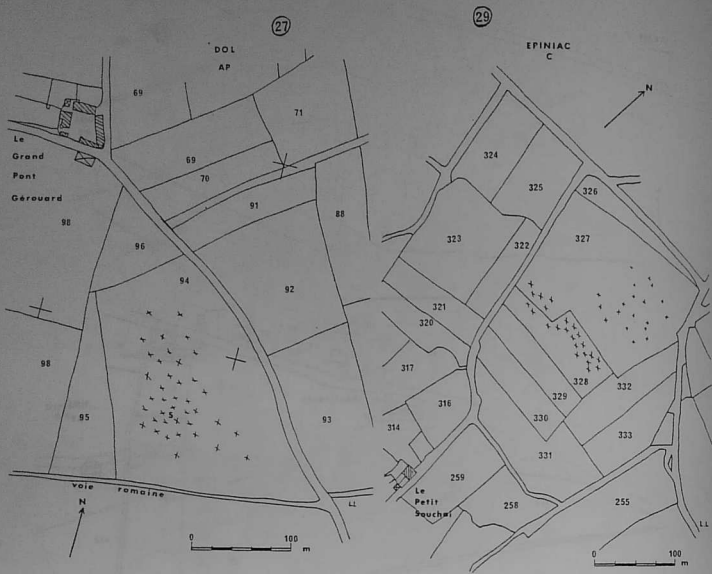 27
DOL
AP
69
71
69
70
91
88
Le
Grand
Pont
Gérouard
98
96
94
92
98
95
S
93
voie romaine
N
LL
0 100
m
29
EPINIAC
C
N
324
325
326
323
322
327
321
320
317
316
314
328
332
329
330
331
333
259
Le
Petit
Souchai
258
255
LL
0 100
m